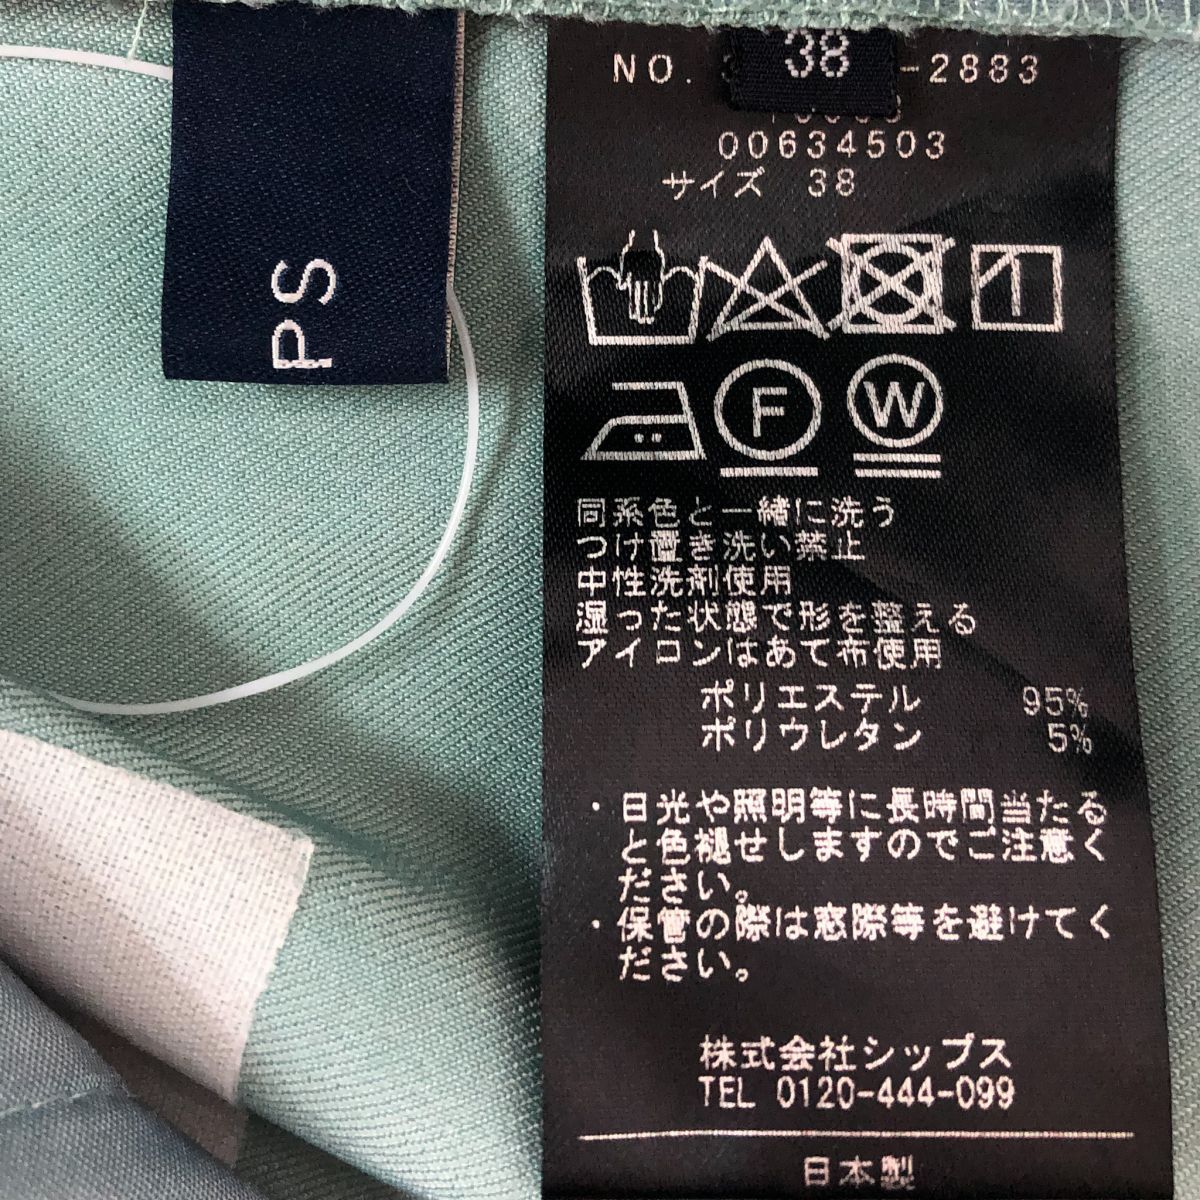 PS
38
NO. -2883
00634503
サイズ 38
F
W
同系色と一緒に洗う
つけ置き洗い禁止
中性洗剤使用
湿った状態で形を整える
アイロンはあて布使用
ポリエステル 95%
ポリウレタン 5%
・日光や照明等に長時間当たる
と色褪せしますのでご注意く
ださい。
・保管の際は窓際等を避けてく
ださい。
株式会社シップス
TEL 0120-444-099
日本製